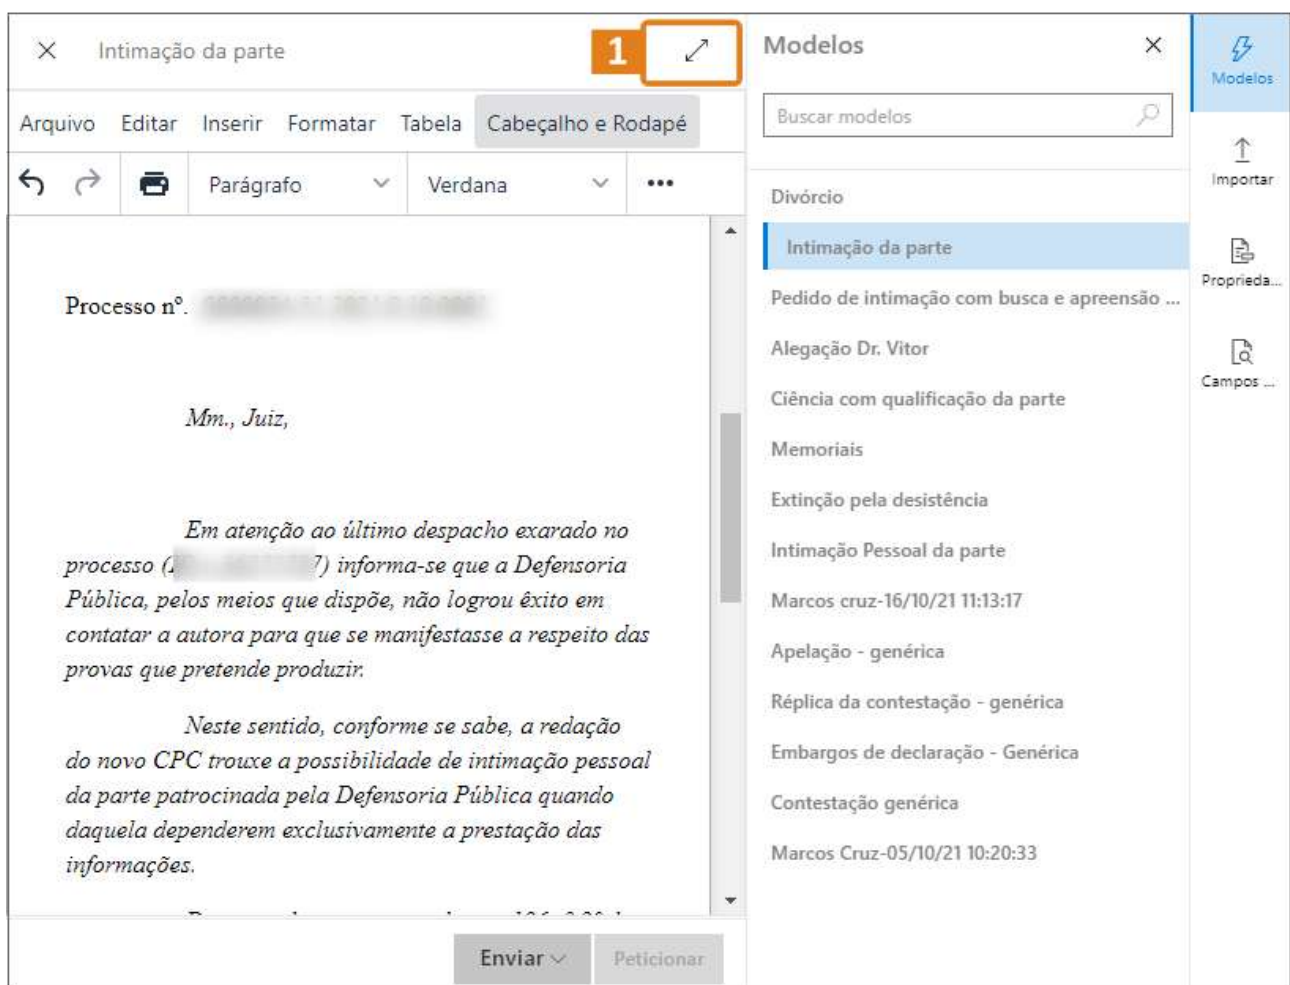 Intimação da parte
1
Arquivo Editar Inserir Formatar Tabela Cabeçalho e Rodapé
Parágrafo Verdana
Processo nº.
Mm., Juiz,
Em atenção ao último despacho exarado no
processo ( 7) informa-se que a Defensoria
Pública, pelos meios que dispõe, não logrou êxito em
contatar a autora para que se manifestasse a respeito das
provas que pretende produzir.
Neste sentido, conforme se sabe, a redação
do novo CPC trouxe a possibilidade de intimação pessoal
da parte patrocinada pela Defensoria Pública quando
daquela dependerem exclusivamente a prestação das
informações.
Enviar Peticionar
Modelos
Buscar modelos
Divórcio
Intimação da parte
Pedido de intimação com busca e apreensão ...
Alegação Dr. Vitor
Ciência com qualificação da parte
Memoriais
Extinção pela desistência
Intimação Pessoal da parte
Marcos cruz-16/10/21 11:13:17
Apelação - genérica
Réplica da contestação - genérica
Embargos de declaração - Genérica
Contestação genérica
Marcos Cruz-05/10/21 10:20:33
Modelos
Importar
Proprieda...
Campos ...